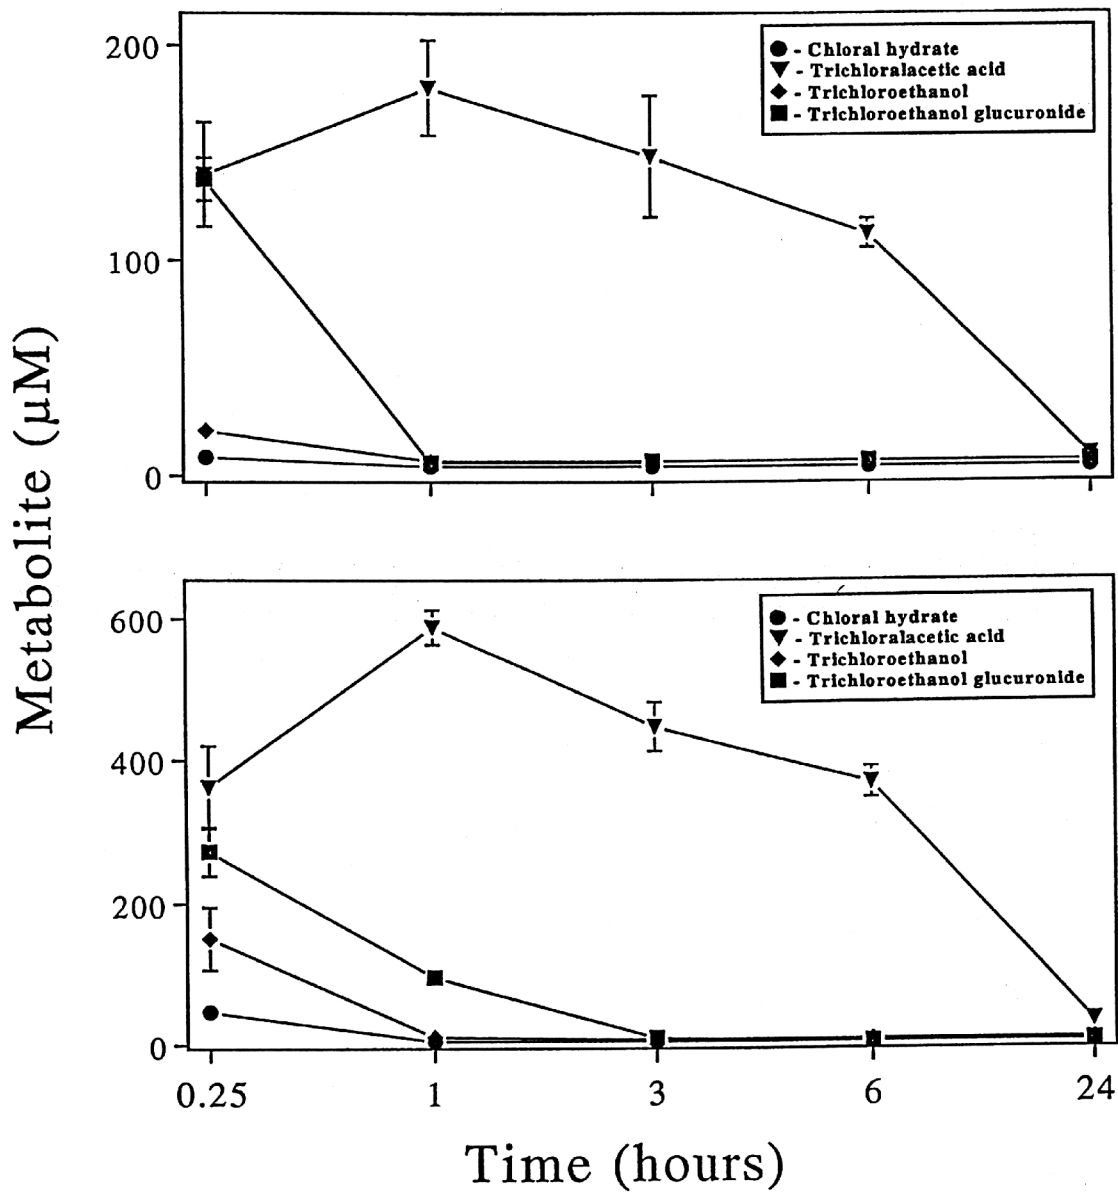 200
100
0
● - Chloral hydrate
▼ - Trichloralacetic acid
◆ - Trichloroethanol
■ - Trichloroethanol glucuronide
Metabolite (μM)
600
400
200
0
● - Chloral hydrate
▼ - Trichloralacetic acid
◆ - Trichloroethanol
■ - Trichloroethanol glucuronide
0.25 1 3 6 24
Time (hours)